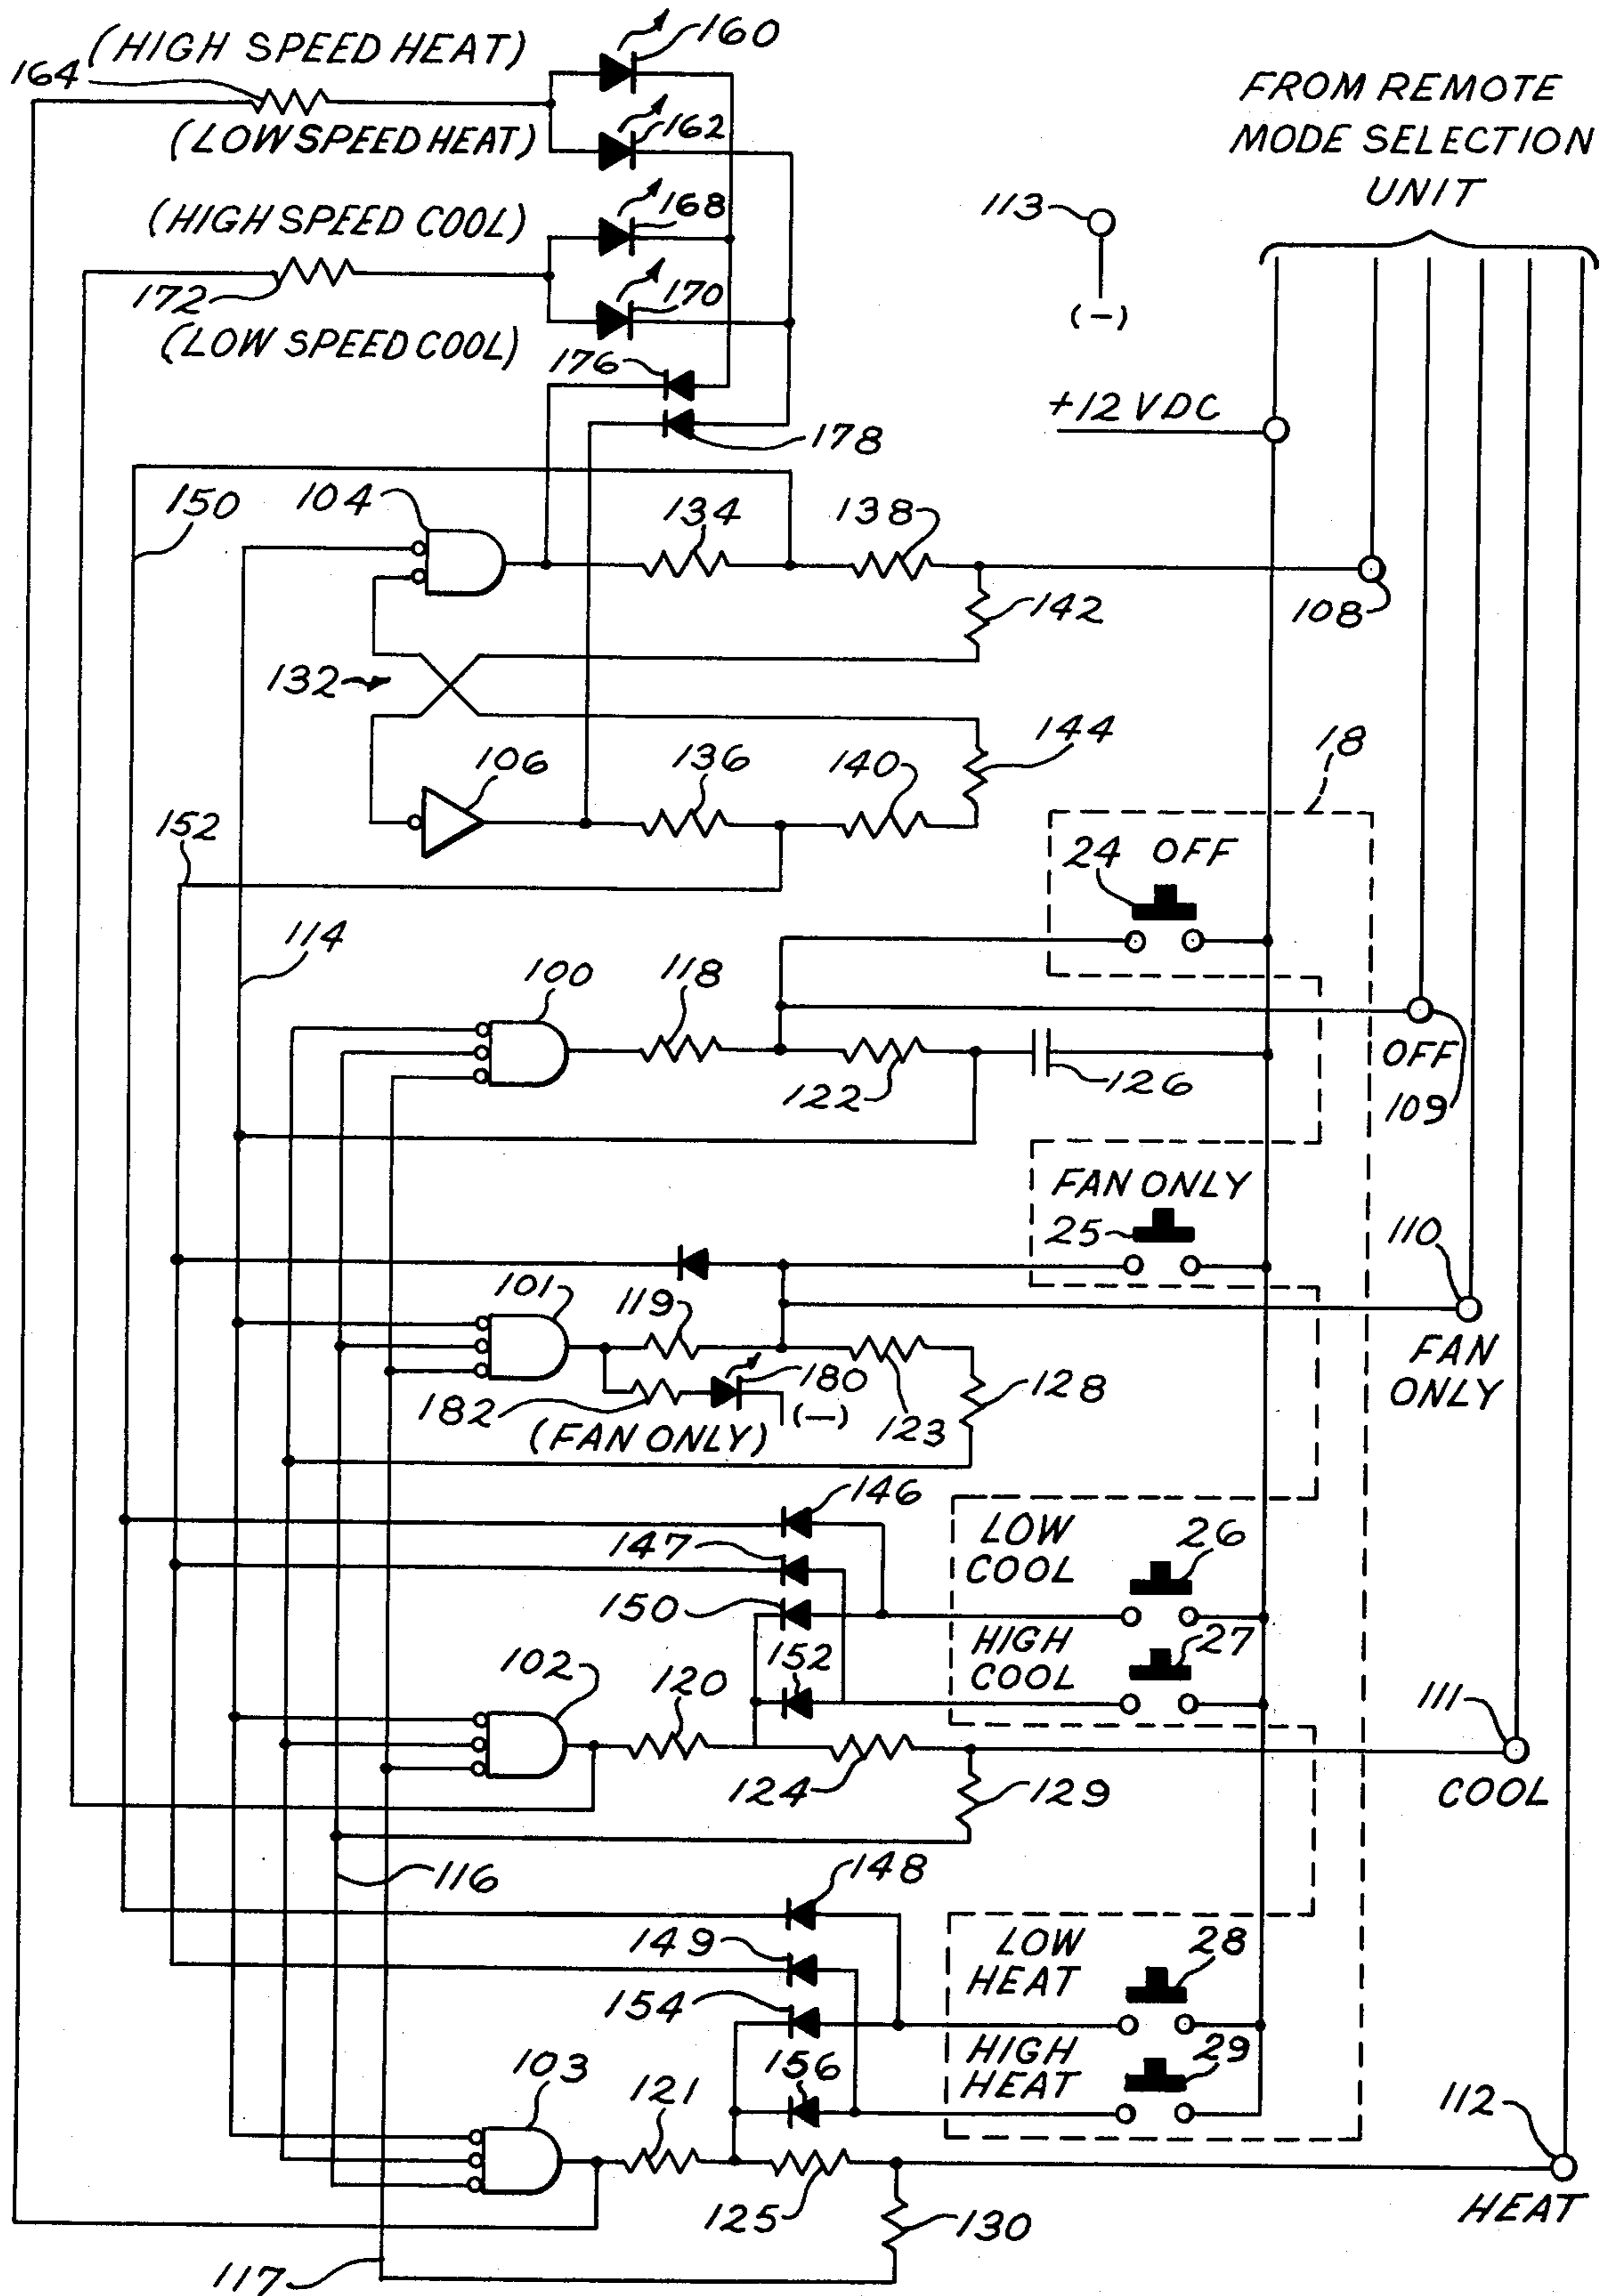 (HIGH SPEED HEAT)
160
164
FROM REMOTE
MODE SELECTION
UNIT
(LOW SPEED HEAT)
162
(HIGH SPEED COOL)
168
113
(-)
172
170
(LOW SPEED COOL)
176
+12 VDC
178
150
104
134
138
142
108
132
144
18
106
136
140
152
24 OFF
114
100
118
OFF
122
126
109
FAN ONLY
25
110
101
119
FAN
ONLY
180
128
182
(-)
123
(FAN ONLY)
146
LOW
COOL
26
147
150
HIGH
COOL
27
152
102
120
111
124
129
COOL
116
148
149
LOW
HEAT
28
154
HIGH
HEAT
29
156
103
121
112
125
130
HEAT
117